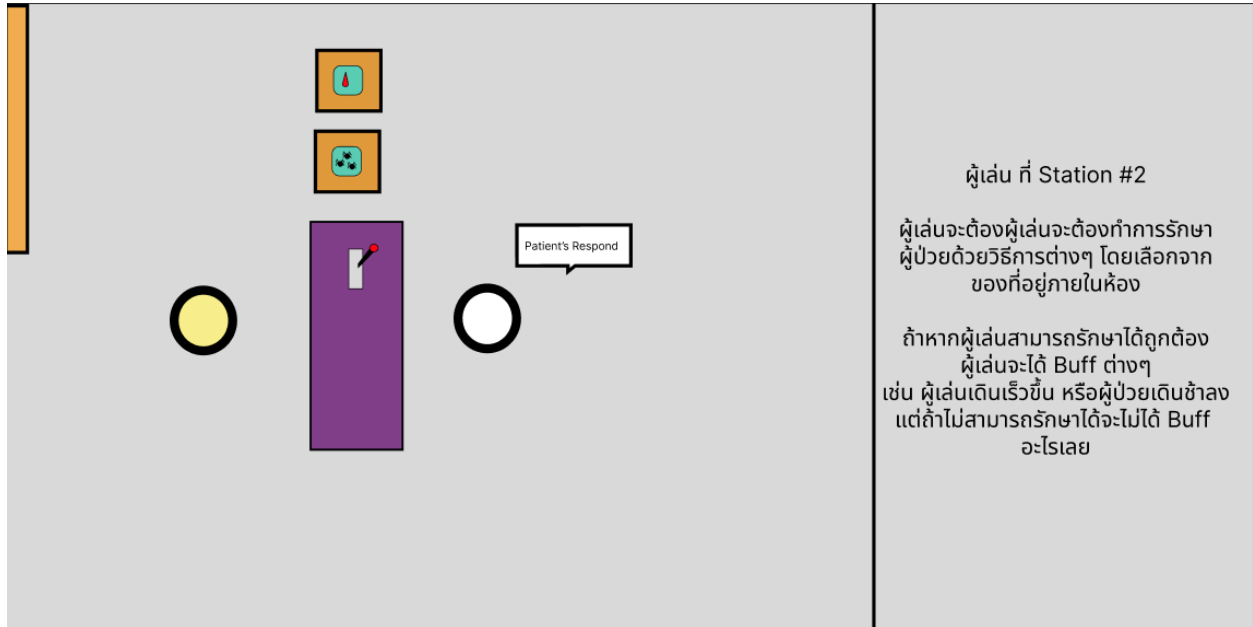 Patient's Respond
ผู้เล่น ที่ Station #2
ผู้เล่นจะต้องผู้เล่นจะต้องทำการรักษา
ผู้ป่วยด้วยวิธีการต่างๆ โดยเลือกจาก
ของที่อยู่ภายในห้อง
ถ้าหากผู้เล่นสามารถรักษาได้ถูกต้อง
ผู้เล่นจะได้ Buff ต่างๆ
เช่น ผู้เล่นเดินเร็วขึ้น หรือผู้ป่วยเดินช้าลง
แต่ถ้าไม่สามารถรักษาได้จะไม่ได้ Buff
อะไรเลย